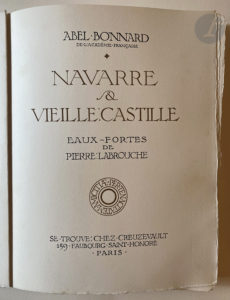 ABEL·BONNARD
DE·L'ACADÉMIE·FRANÇAISE
NAVARRE
&
VIEILLE·CASTILLE
EAUX-FORTES
DE
PIERRE·LABROUCHE
SE·TROUVE·CHEZ·CREUZEVAULT
159·FAUBOURG·SAINT-HONORÉ
·PARIS·